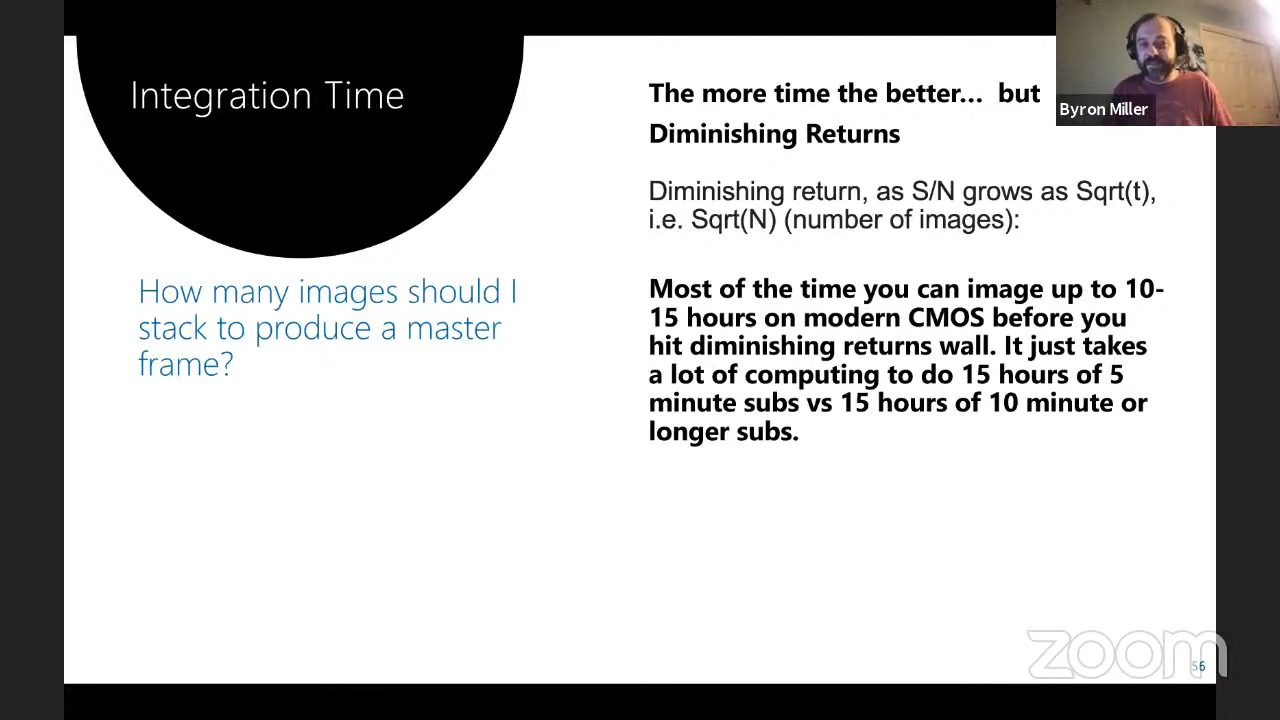 Integration Time
How many images should I
stack to produce a master
frame?
The more time the better... but
Diminishing Returns
Diminishing return, as S/N grows as Sqrt(t),
i.e. Sqrt(N) (number of images):
Most of the time you can image up to 10-
15 hours on modern CMOS before you
hit diminishing returns wall. It just takes
a lot of computing to do 15 hours of 5
minute subs vs 15 hours of 10 minute or
longer subs.
Byron Miller
zoom
56